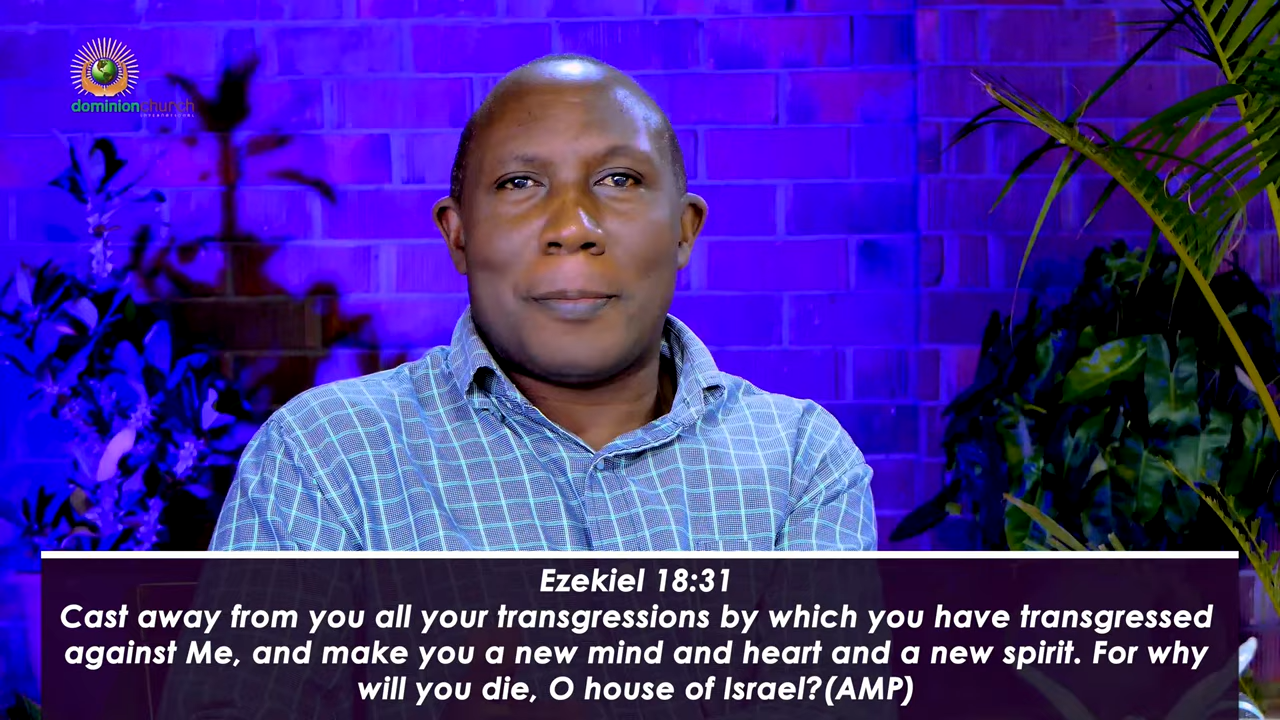 dominionchurch
INTERNATIONAL
Ezekiel 18:31
Cast away from you all your transgressions by which you have transgressed
against Me, and make you a new mind and heart and a new spirit. For why
will you die, O house of Israel?(AMP)